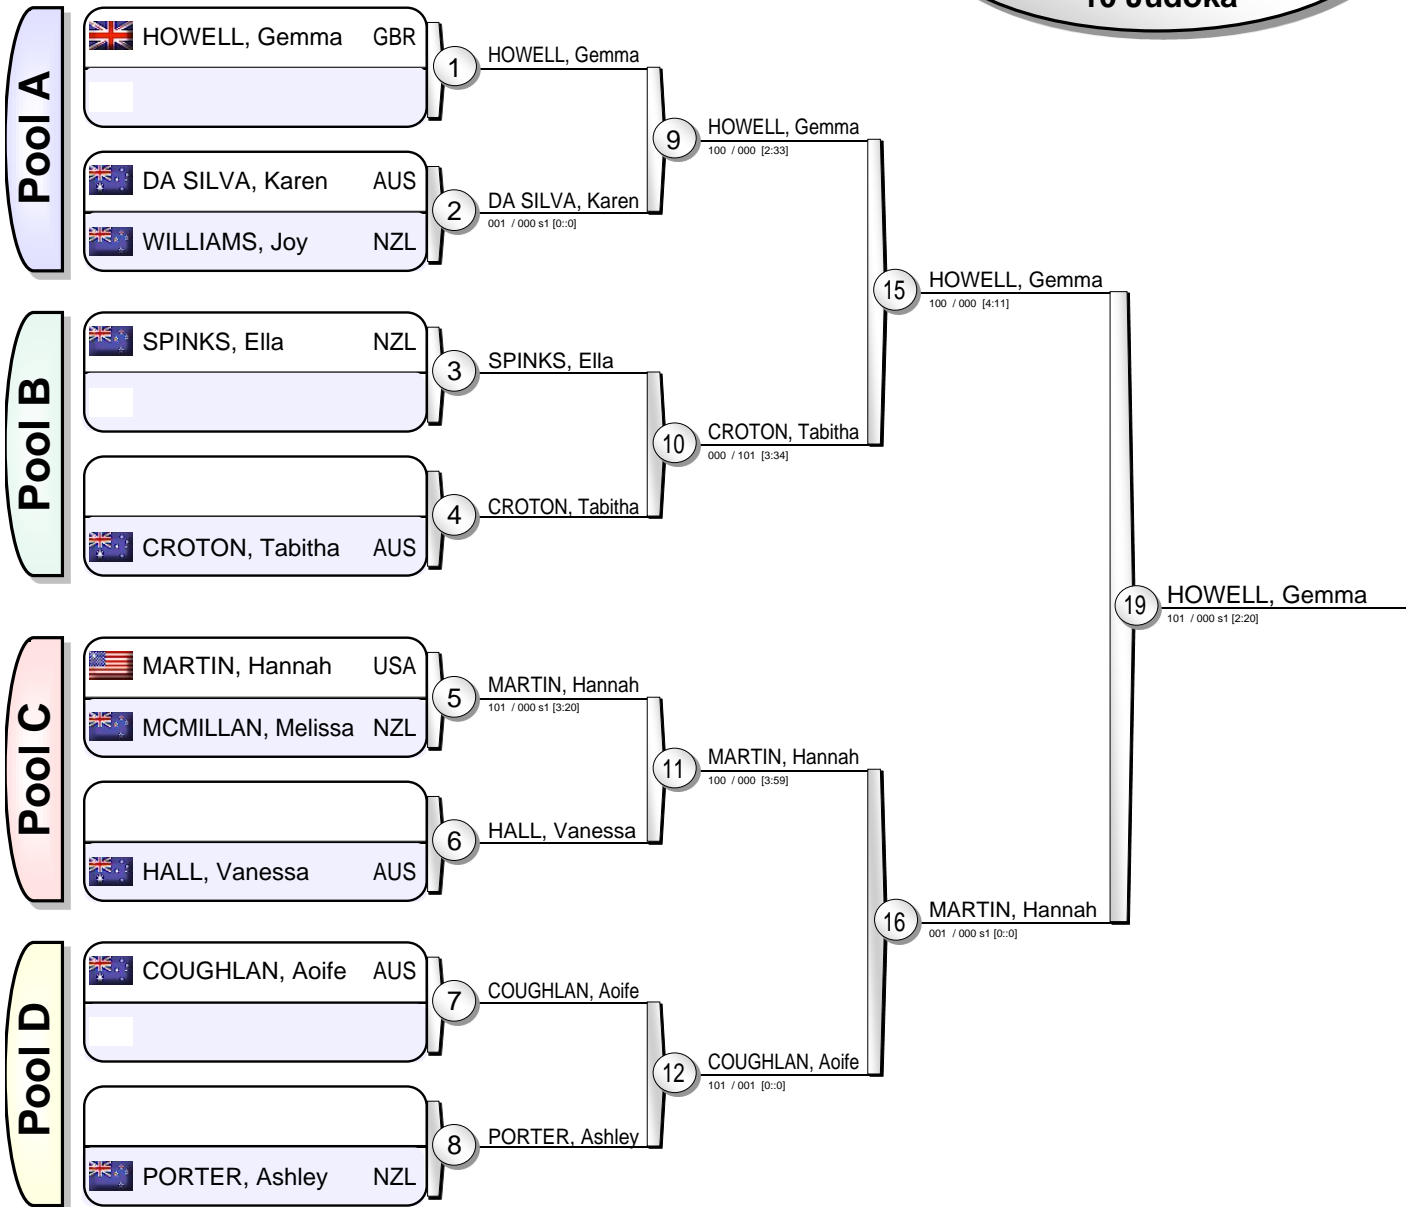 10 Judoka
Pool A
HOWELL, Gemma GBR
DA SILVA, Karen AUS
WILLIAMS, Joy NZL
1
HOWELL, Gemma
2
DA SILVA, Karen
001 / 000 s1 [0::0]
9
HOWELL, Gemma
100 / 000 [2:33]
Pool B
SPINKS, Ella NZL
CROTON, Tabitha AUS
3
SPINKS, Ella
4
CROTON, Tabitha
10
CROTON, Tabitha
000 / 101 [3:34]
15
HOWELL, Gemma
100 / 000 [4:11]
Pool C
MARTIN, Hannah USA
MCMILLAN, Melissa NZL
HALL, Vanessa AUS
5
MARTIN, Hannah
101 / 000 s1 [3:20]
6
HALL, Vanessa
11
MARTIN, Hannah
100 / 000 [3:59]
Pool D
COUGHLAN, Aoife AUS
PORTER, Ashley NZL
7
COUGHLAN, Aoife
8
PORTER, Ashley
12
COUGHLAN, Aoife
101 / 001 [0::0]
16
MARTIN, Hannah
001 / 000 s1 [0::0]
19
HOWELL, Gemma
101 / 000 s1 [2:20]